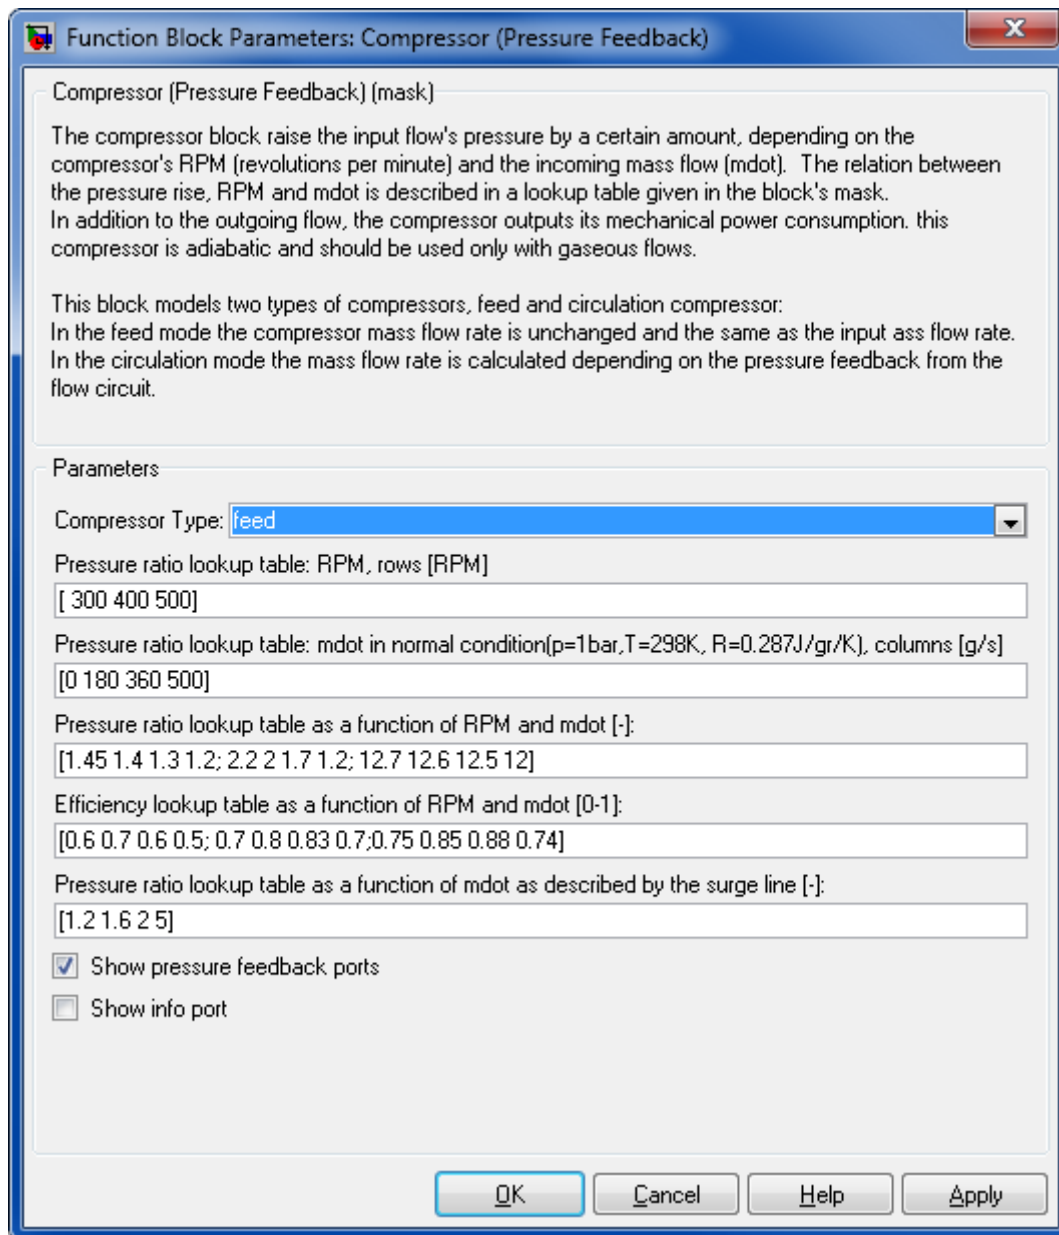 Function Block Parameters: Compressor (Pressure Feedback)
Compressor (Pressure Feedback) (mask)
The compressor block raise the input flow's pressure by a certain amount, depending on the
compressor's RPM (revolutions per minute) and the incoming mass flow (mdot).  The relation between
the pressure rise, RPM and mdot is described in a lookup table given in the block's mask.
In addition to the outgoing flow, the compressor outputs its mechanical power consumption. this
compressor is adiabatic and should be used only with gaseous flows.
This block models two types of compressors, feed and circulation compressor:
In the feed mode the compressor mass flow rate is unchanged and the same as the input ass flow rate.
In the circulation mode the mass flow rate is calculated depending on the pressure feedback from the
flow circuit.
Parameters
Compressor Type: feed
Pressure ratio lookup table: RPM, rows [RPM]
[ 300 400 500]
Pressure ratio lookup table: mdot in normal condition(p=1bar,T=298K, R=0.287J/gr/K), columns [g/s]
[0 180 360 500]
Pressure ratio lookup table as a function of RPM and mdot [-]:
[1.45 1.4 1.3 1.2; 2.2 2 1.7 1.2; 12.7 12.6 12.5 12]
Efficiency lookup table as a function of RPM and mdot [0-1]:
[0.6 0.7 0.6 0.5; 0.7 0.8 0.83 0.7;0.75 0.85 0.88 0.74]
Pressure ratio lookup table as a function of mdot as described by the surge line [-]:
[1.2 1.6 2 5]
Show pressure feedback ports
Show info port
OK Cancel Help Apply